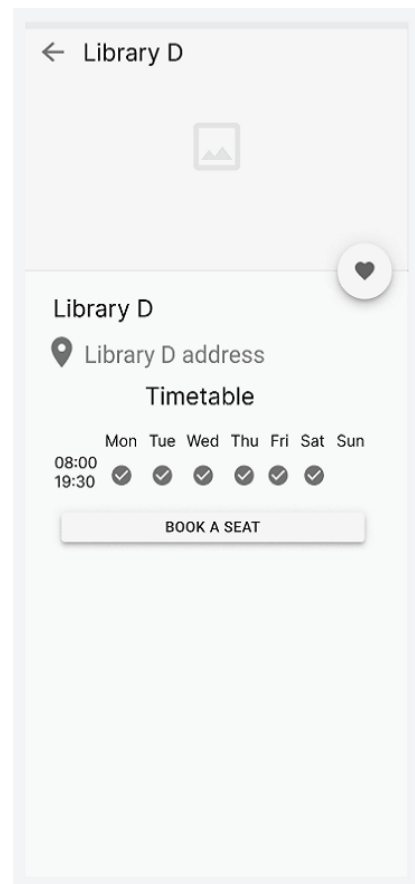 Library D
Library D
Library D address
Timetable
Mon Tue Wed Thu Fri Sat Sun
08:00
19:30
BOOK A SEAT